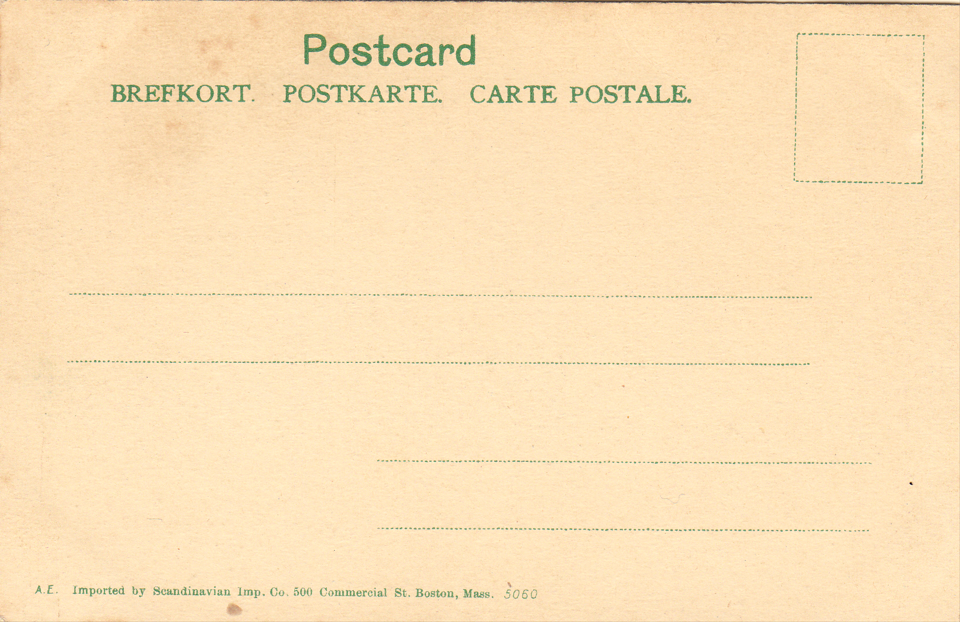 Postcard
BREFKORT. POSTKARTE. CARTE POSTALE.
A.E. Imported by Scandinavian Imp. Co. 500 Commercial St. Boston, Mass. 5060